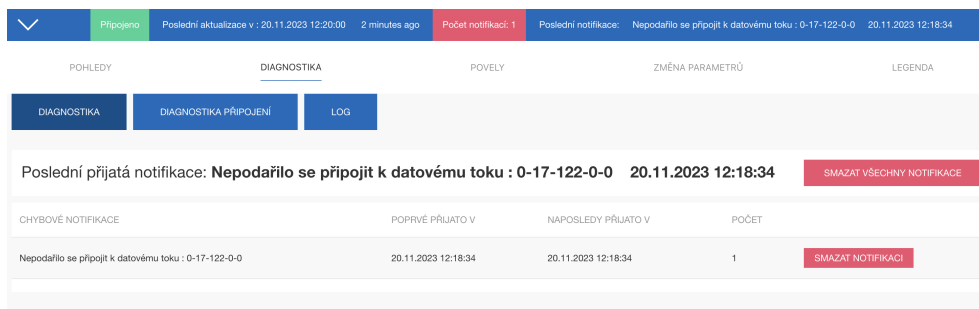 Připojeno Poslední aktualizace v : 20.11.2023 12:20:00 2 minutes ago Počet notifikací: 1 Poslední notifikace: Nepodařilo se připojit k datovému toku : 0-17-122-0-0 20.11.2023 12:18:34
POHLEDY DIAGNOSTIKA POVELY ZMĚNA PARAMETRŮ LEGENDA
DIAGNOSTIKA DIAGNOSTIKA PŘIPOJENÍ LOG
Poslední přijatá notifikace: Nepodařilo se připojit k datovému toku : 0-17-122-0-0 20.11.2023 12:18:34 SMAZAT VŠECHNY NOTIFIKACE
CHYBOVÉ NOTIFIKACE POPRVÉ PŘIJATO V NAPOSLEDY PŘIJATO V POČET
Nepodařilo se připojit k datovému toku : 0-17-122-0-0 20.11.2023 12:18:34 20.11.2023 12:18:34 1 SMAZAT NOTIFIKACI